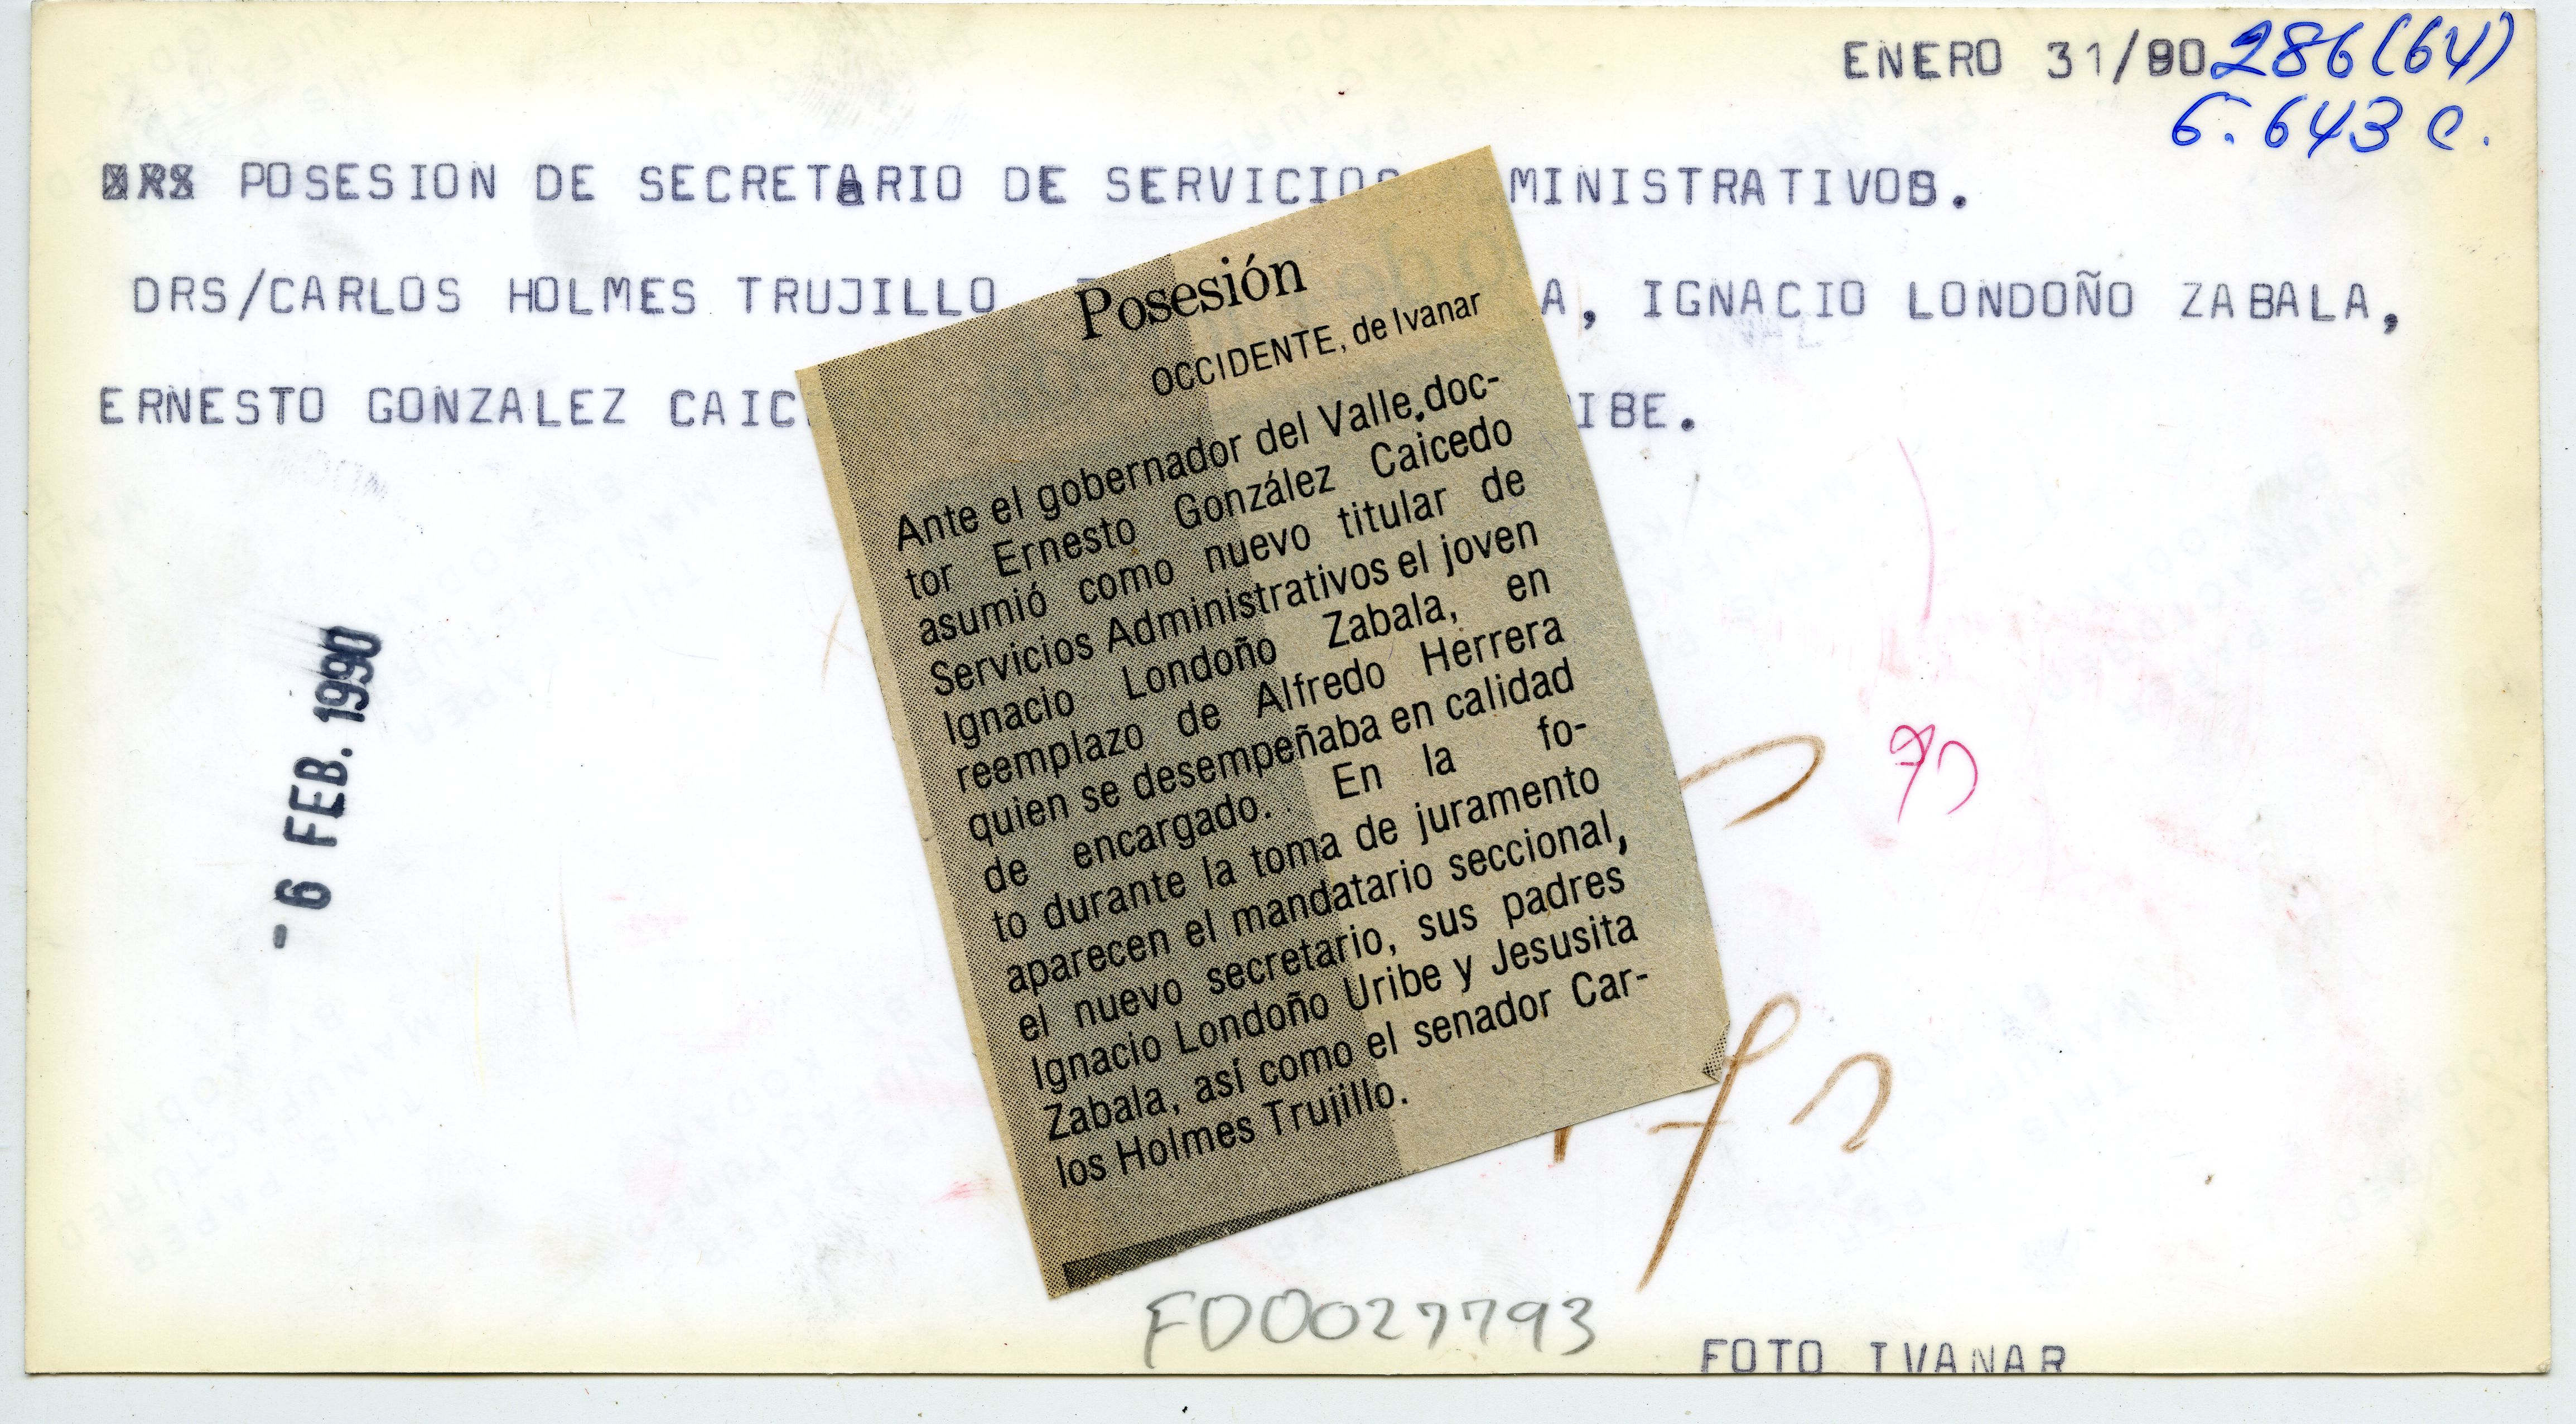 ENERO 31/90 286(64)
6.643 C.
POSESION DE SECRETARIO DE SERVICIOS MINISTRATIVOS.
DRS/CARLOS HOLMES TRUJILLO A, IGNACIO LONDOÑO ZABALA,
ERNESTO GONZALEZ CAIC IBE.
Posesión
OCCIDENTE, de Ivanar
Ante el gobernador del Valle, doc-
tor Ernesto González Caicedo
asumió como nuevo titular de
Servicios Administrativos el joven
Ignacio Londoño Zabala, en
reemplazo de Alfredo Herrera
quien se desempeñaba en calidad
de encargado. En la fo-
to durante la toma de juramento
aparecen el mandatario seccional,
el nuevo secretario, sus padres
Ignacio Londoño Uribe y Jesusita
Zabala, así como el senador Car-
los Holmes Trujillo.
- 6 FEB. 1990
FD0027793
FOTO IVANAR